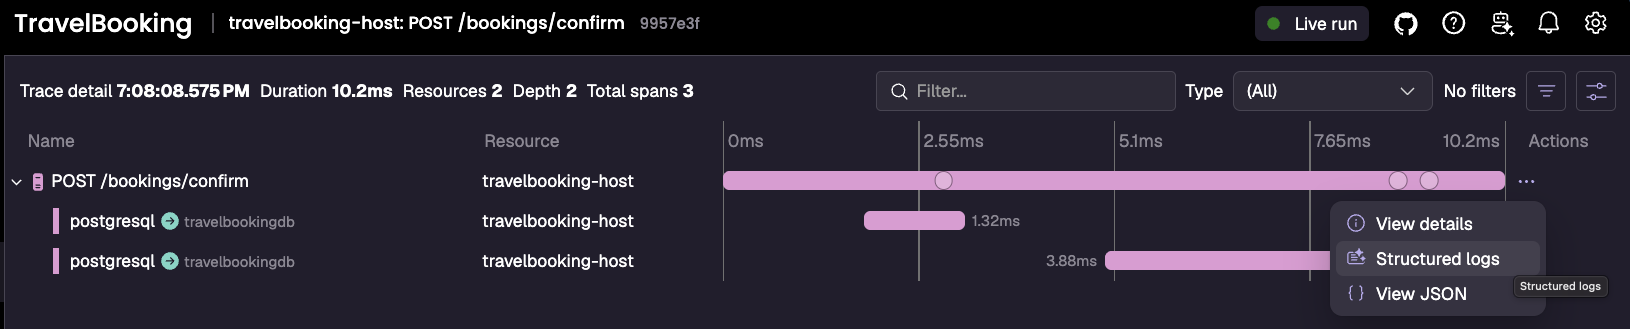 TravelBooking | travelbooking-host: POST /bookings/confirm 9957e3f Live run
Trace detail 7:08:08.575 PM Duration 10.2ms Resources 2 Depth 2 Total spans 3 Filter... Type (All) No filters
Name Resource 0ms 2.55ms 5.1ms 7.65ms 10.2ms Actions
POST /bookings/confirm travelbooking-host ...
postgresql travelbookingdb travelbooking-host 1.32ms
View details
postgresql travelbookingdb travelbooking-host 3.88ms
Structured logs
Structured logs
{} View JSON